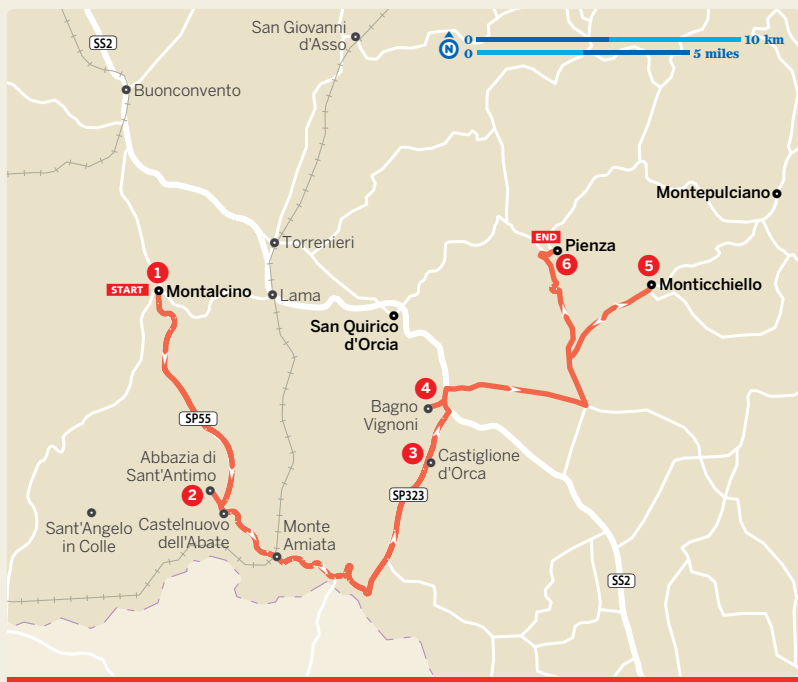 San Giovanni
d'Asso
N
0
10 km
0
5 miles
SS2
Buonconvento
Montepulciano
Torrenieri
END
Pienza
6
5
Monticchiello
1
START
Montalcino
Lama
San Quirico
d'Orcia
4
Bagno
Vignoni
SP55
3
Castiglione
d'Orca
Abbazia di
Sant'Antimo
2
SP323
Sant'Angelo
in Colle
Castelnuovo
dell'Abate
Monte
Amiata
SS2